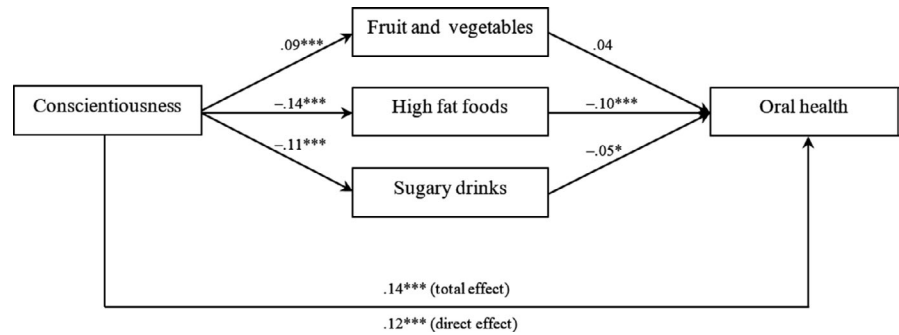 Fruit and vegetables
.09***
.04
Conscientiousness
–.14***
High fat foods
–.10***
Oral health
–.11***
–.05*
Sugary drinks
.14*** (total effect)
.12*** (direct effect)